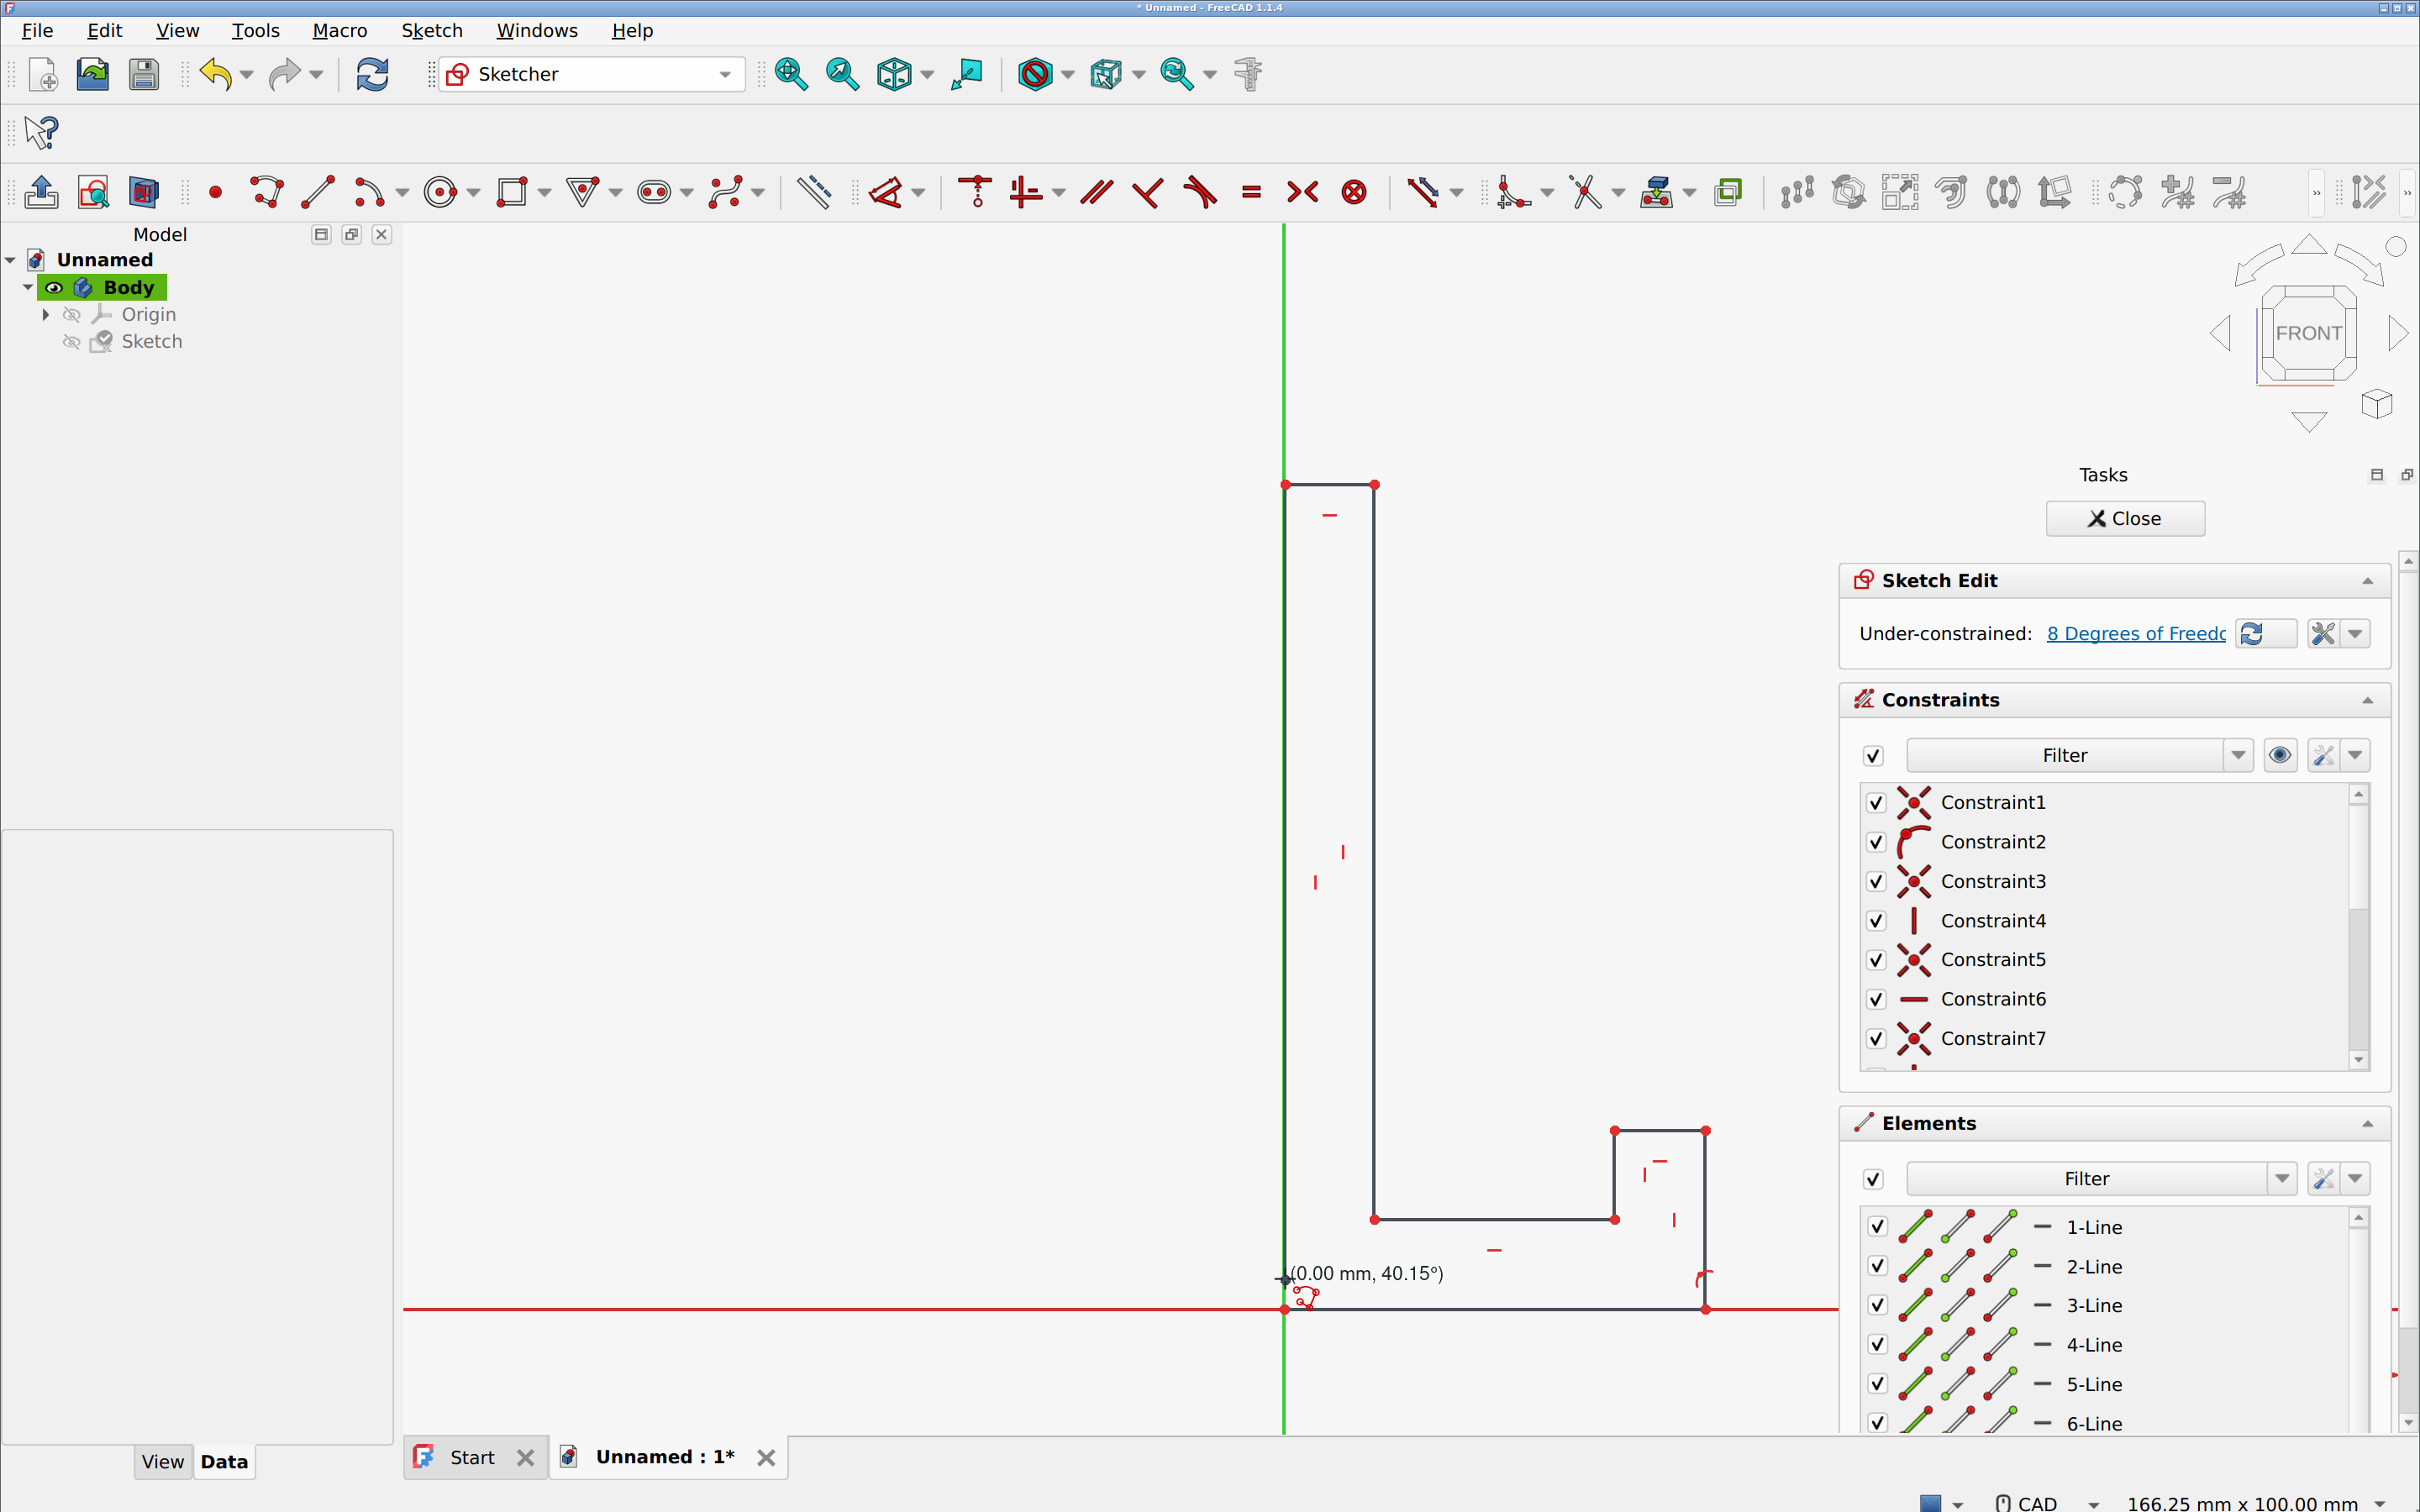 * Unnamed - FreeCAD 1.1.4
File Edit View Tools Macro Sketch Windows Help
Sketcher
Model
Unnamed
Body
Origin
Sketch
View Data
(0.00 mm, 40.15°)
FRONT
Tasks
Close
Sketch Edit
Under-constrained: 8 Degrees of Freedo
Constraints
Filter
Constraint1
Constraint2
Constraint3
Constraint4
Constraint5
Constraint6
Constraint7
Elements
Filter
1-Line
2-Line
3-Line
4-Line
5-Line
6-Line
Start
Unnamed : 1*
CAD
166.25 mm x 100.00 mm